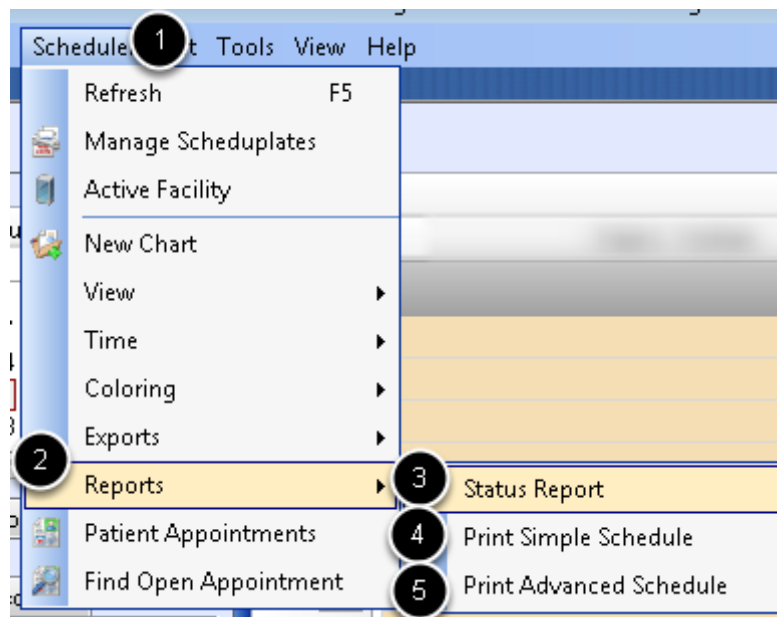 Scheduler 1 t Tools View Help
Refresh F5
Manage Scheduplates
Active Facility
New Chart
View
Time
Coloring
Exports
2
Reports 3 Status Report
Patient Appointments 4 Print Simple Schedule
Find Open Appointment 5 Print Advanced Schedule